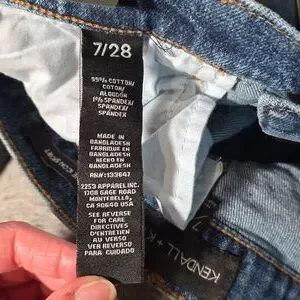 7/28
99% COTTON/
COTON/
ALGODÓN
1% SPANDEX/
SPANDEX/
SPÁNDEX
MADE IN
BANGLADESH
FABRIQUE EN
BANGLADESH
HECHO EN
BANGLADESH
RN#:133647
2253 APPAREL INC.
1708 GAGE ROAD
MONTEBELLO,
CA 90640 USA
SEE REVERSE
FOR CARE
DIRECTIVES
D'ENTRETIEN
AU VERSO
VER REVERSO
PARA CUIDADO
KENDALL + K